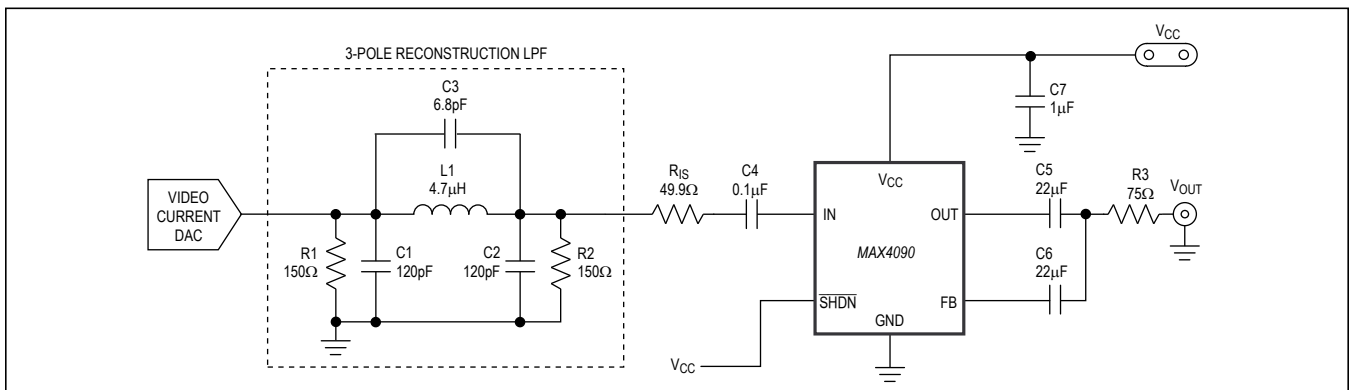 3-POLE RECONSTRUCTION LPF
VCC
C3
6.8pF
C7
1µF
L1
4.7µH
RIS
49.9Ω
C4
0.1µF
VIDEO
CURRENT
DAC
R1
150Ω
C1
120pF
C2
120pF
R2
150Ω
VCC
IN
OUT
MAX4090
SHDN
FB
GND
C5
22µF
R3
75Ω
VOUT
C6
22µF
VCC